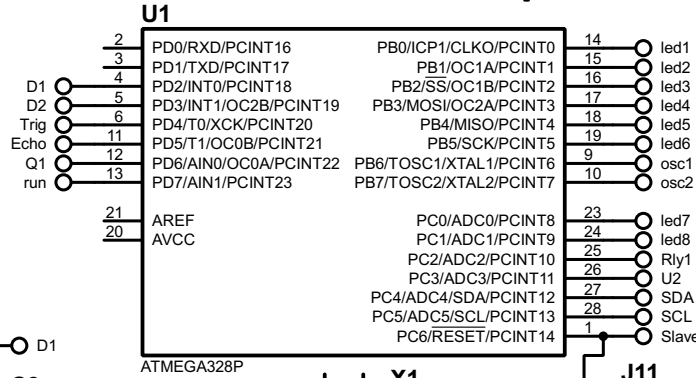 U1
2 PD0/RXD/PCINT16 PB0/ICP1/CLKO/PCINT0 14 led1
3 PD1/TXD/PCINT17 PB1/OC1A/PCINT1 15 led2
D1 4 PD2/INT0/PCINT18 PB2/SS/OC1B/PCINT2 16 led3
D2 5 PD3/INT1/OC2B/PCINT19 PB3/MOSI/OC2A/PCINT3 17 led4
Trig 6 PD4/T0/XCK/PCINT20 PB4/MISO/PCINT4 18 led5
Echo 11 PD5/T1/OC0B/PCINT21 PB5/SCK/PCINT5 19 led6
Q1 12 PD6/AIN0/OC0A/PCINT22 PB6/TOSC1/XTAL1/PCINT6 9 osc1
run 13 PD7/AIN1/PCINT23 PB7/TOSC2/XTAL2/PCINT7 10 osc2
21 AREF PC0/ADC0/PCINT8 23 led7
20 AVCC PC1/ADC1/PCINT9 24 led8
PC2/ADC2/PCINT10 25 Rly1
PC3/ADC3/PCINT11 26 U2
PC4/ADC4/SDA/PCINT12 27 SDA
PC5/ADC5/SCL/PCINT13 28 SCL
PC6/RESET/PCINT14 1 Slave
D1
ATMEGA328P
X1
J11